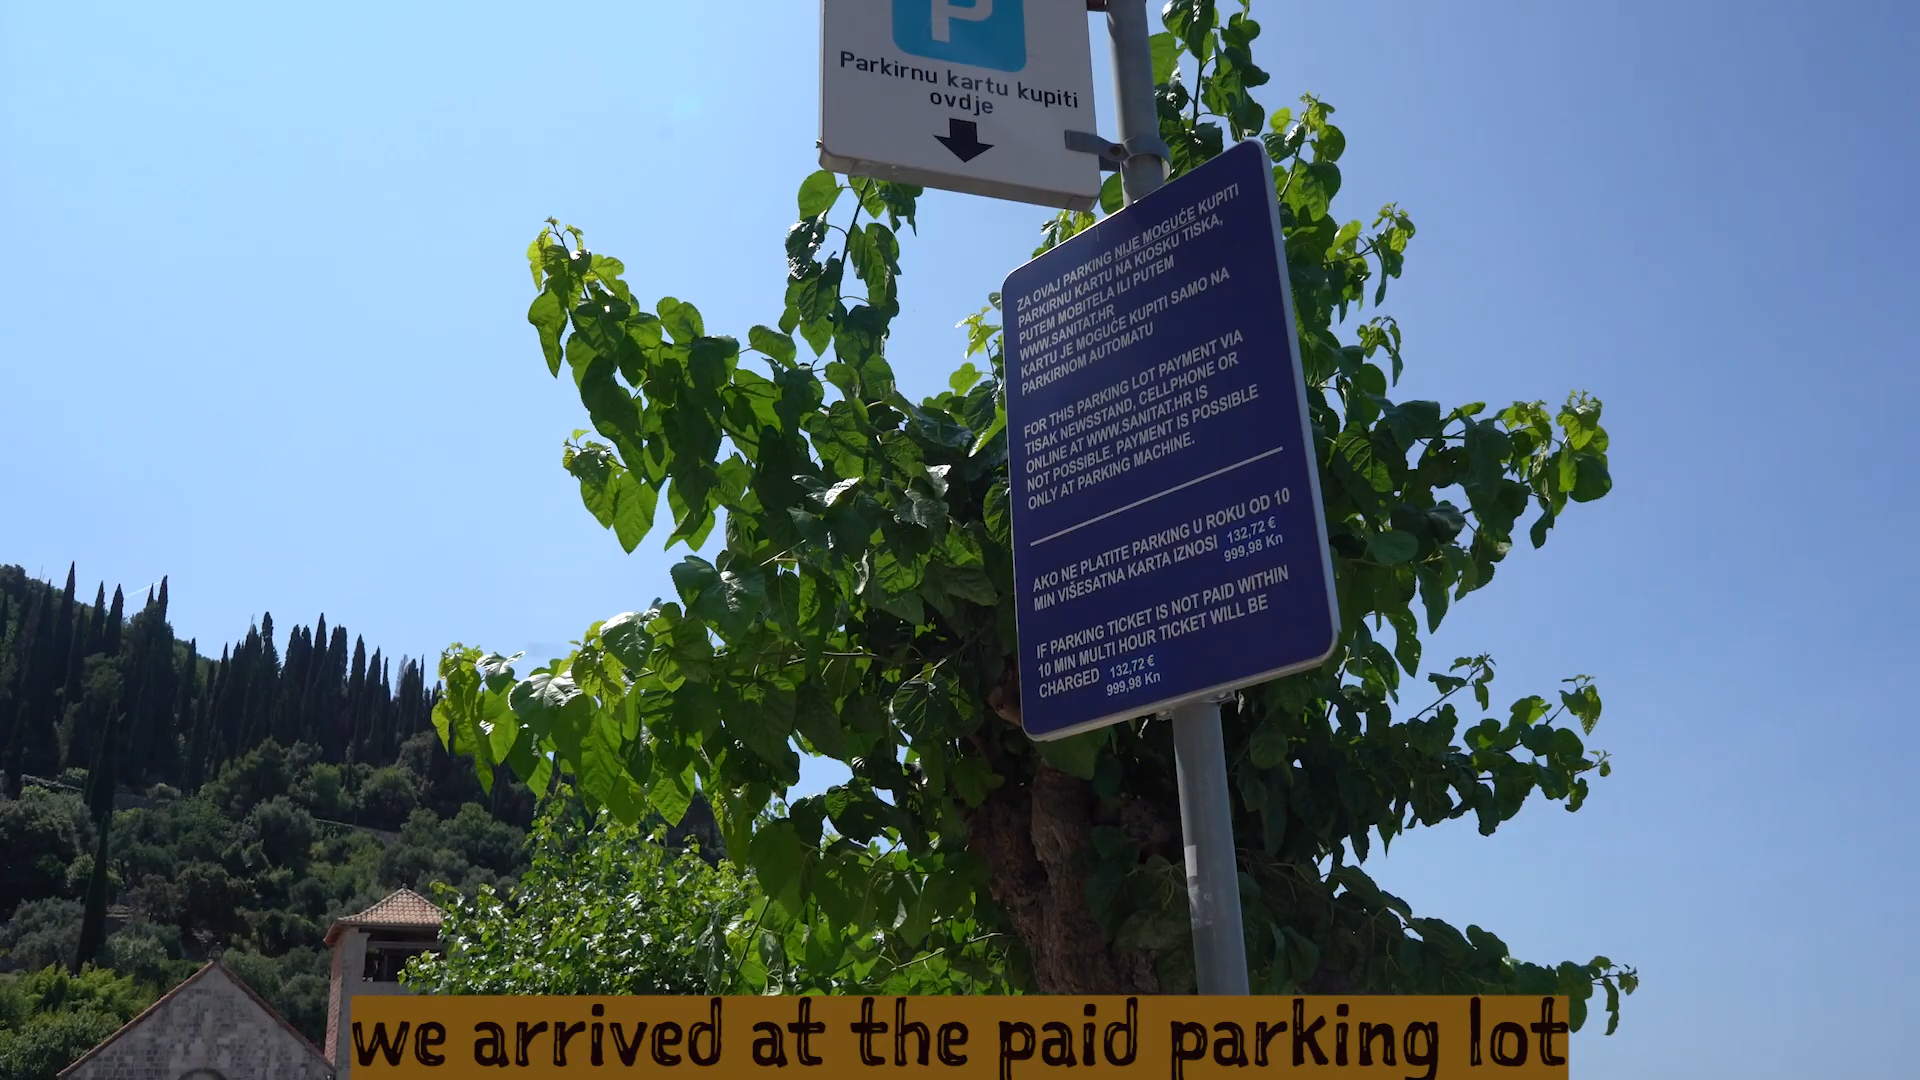 P
Parkirnu kartu kupiti
ovdje
ZA OVAJ PARKING NIJE MOGUĆE KUPITI
PARKIRNU KARTU NA KIOSKU TISKA,
PUTEM MOBITELA ILI PUTEM
WWW.SANITAT.HR
KARTU JE MOGUĆE KUPITI SAMO NA
PARKIRNOM AUTOMATU
FOR THIS PARKING LOT PAYMENT VIA
TISAK NEWSSTAND, CELLPHONE OR
ONLINE AT WWW.SANITAT.HR IS
NOT POSSIBLE. PAYMENT IS POSSIBLE
ONLY AT PARKING MACHINE.
AKO NE PLATITE PARKING U ROKU OD 10
MIN VIŠESATNA KARTA IZNOSI 132,72 €
999,98 Kn
IF PARKING TICKET IS NOT PAID WITHIN
10 MIN MULTI HOUR TICKET WILL BE
CHARGED 132,72 €
999,98 Kn
we arrived at the paid parking lot